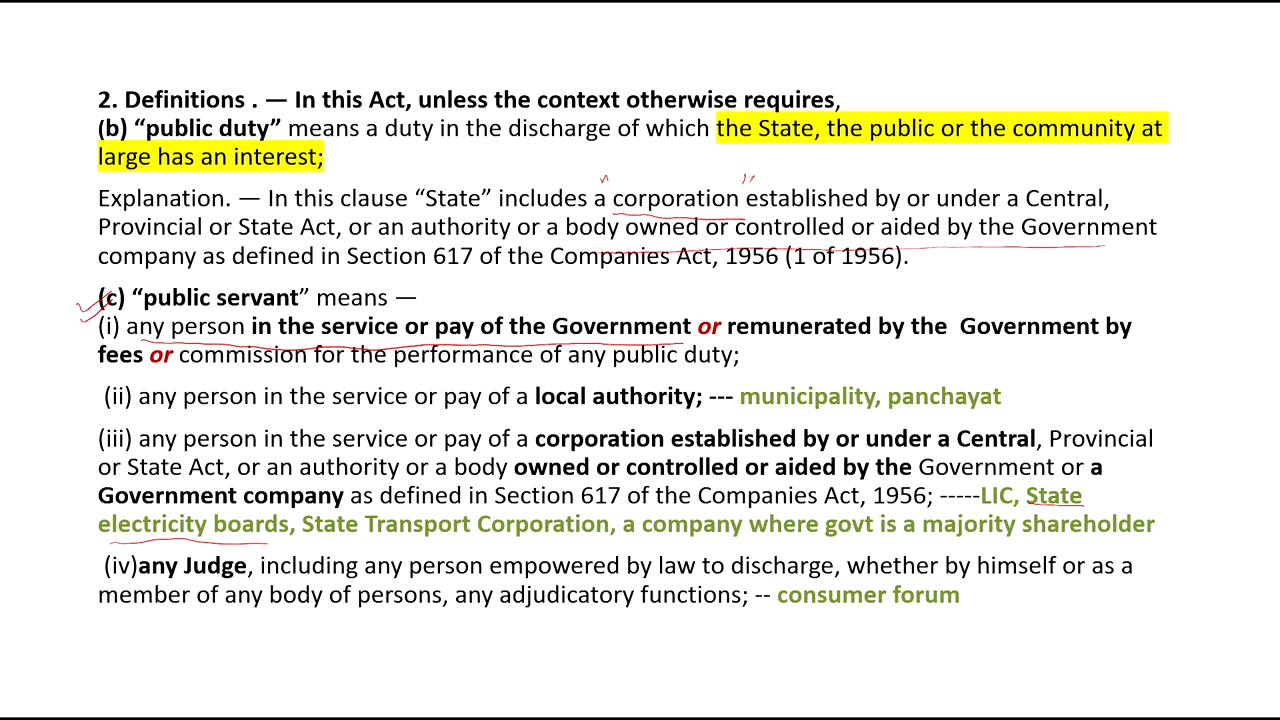 2. Definitions . — In this Act, unless the context otherwise requires,
(b) “public duty” means a duty in the discharge of which the State, the public or the community at
large has an interest;
Explanation. — In this clause “State” includes a corporation established by or under a Central,
Provincial or State Act, or an authority or a body owned or controlled or aided by the Government
company as defined in Section 617 of the Companies Act, 1956 (1 of 1956).
(c) “public servant” means —
(i) any person in the service or pay of the Government or remunerated by the  Government by
fees or commission for the performance of any public duty;
(ii) any person in the service or pay of a local authority; --- municipality, panchayat
(iii) any person in the service or pay of a corporation established by or under a Central, Provincial
or State Act, or an authority or a body owned or controlled or aided by the Government or a
Government company as defined in Section 617 of the Companies Act, 1956; -----LIC, State
electricity boards, State Transport Corporation, a company where govt is a majority shareholder
(iv)any Judge, including any person empowered by law to discharge, whether by himself or as a
member of any body of persons, any adjudicatory functions; -- consumer forum